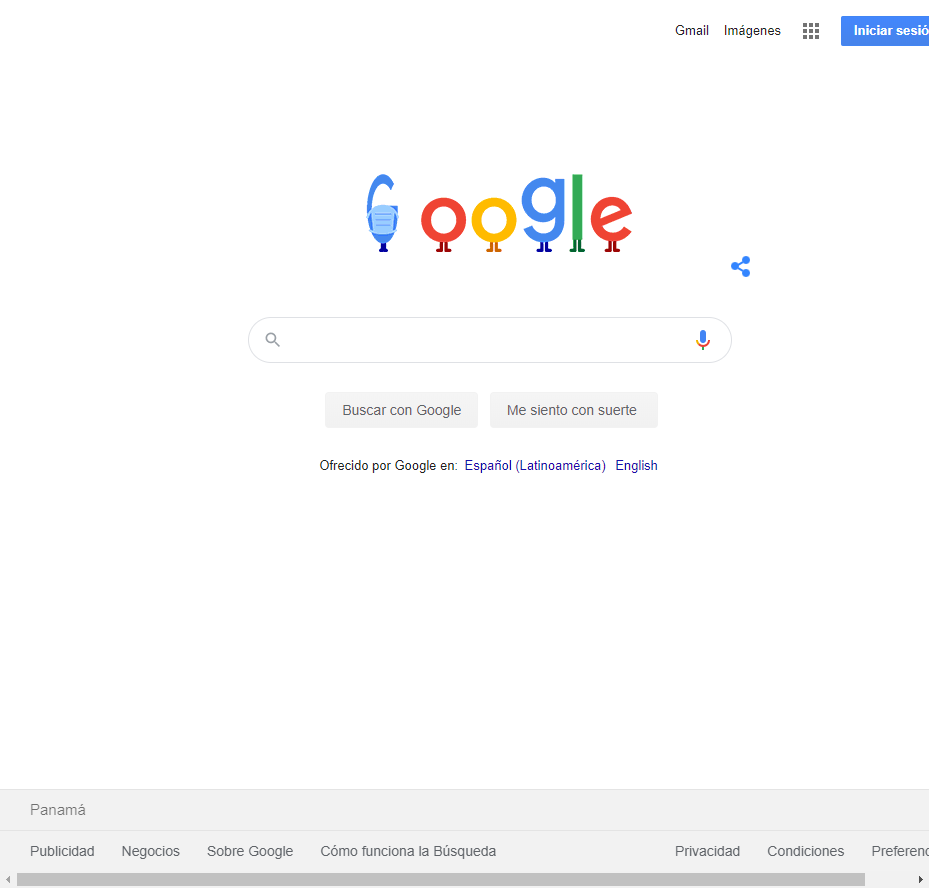 Gmail Imágenes Iniciar sesió
Google
Buscar con Google Me siento con suerte
Ofrecido por Google en: Español (Latinoamérica) English
Panamá
Publicidad Negocios Sobre Google Cómo funciona la Búsqueda Privacidad Condiciones Preferenc